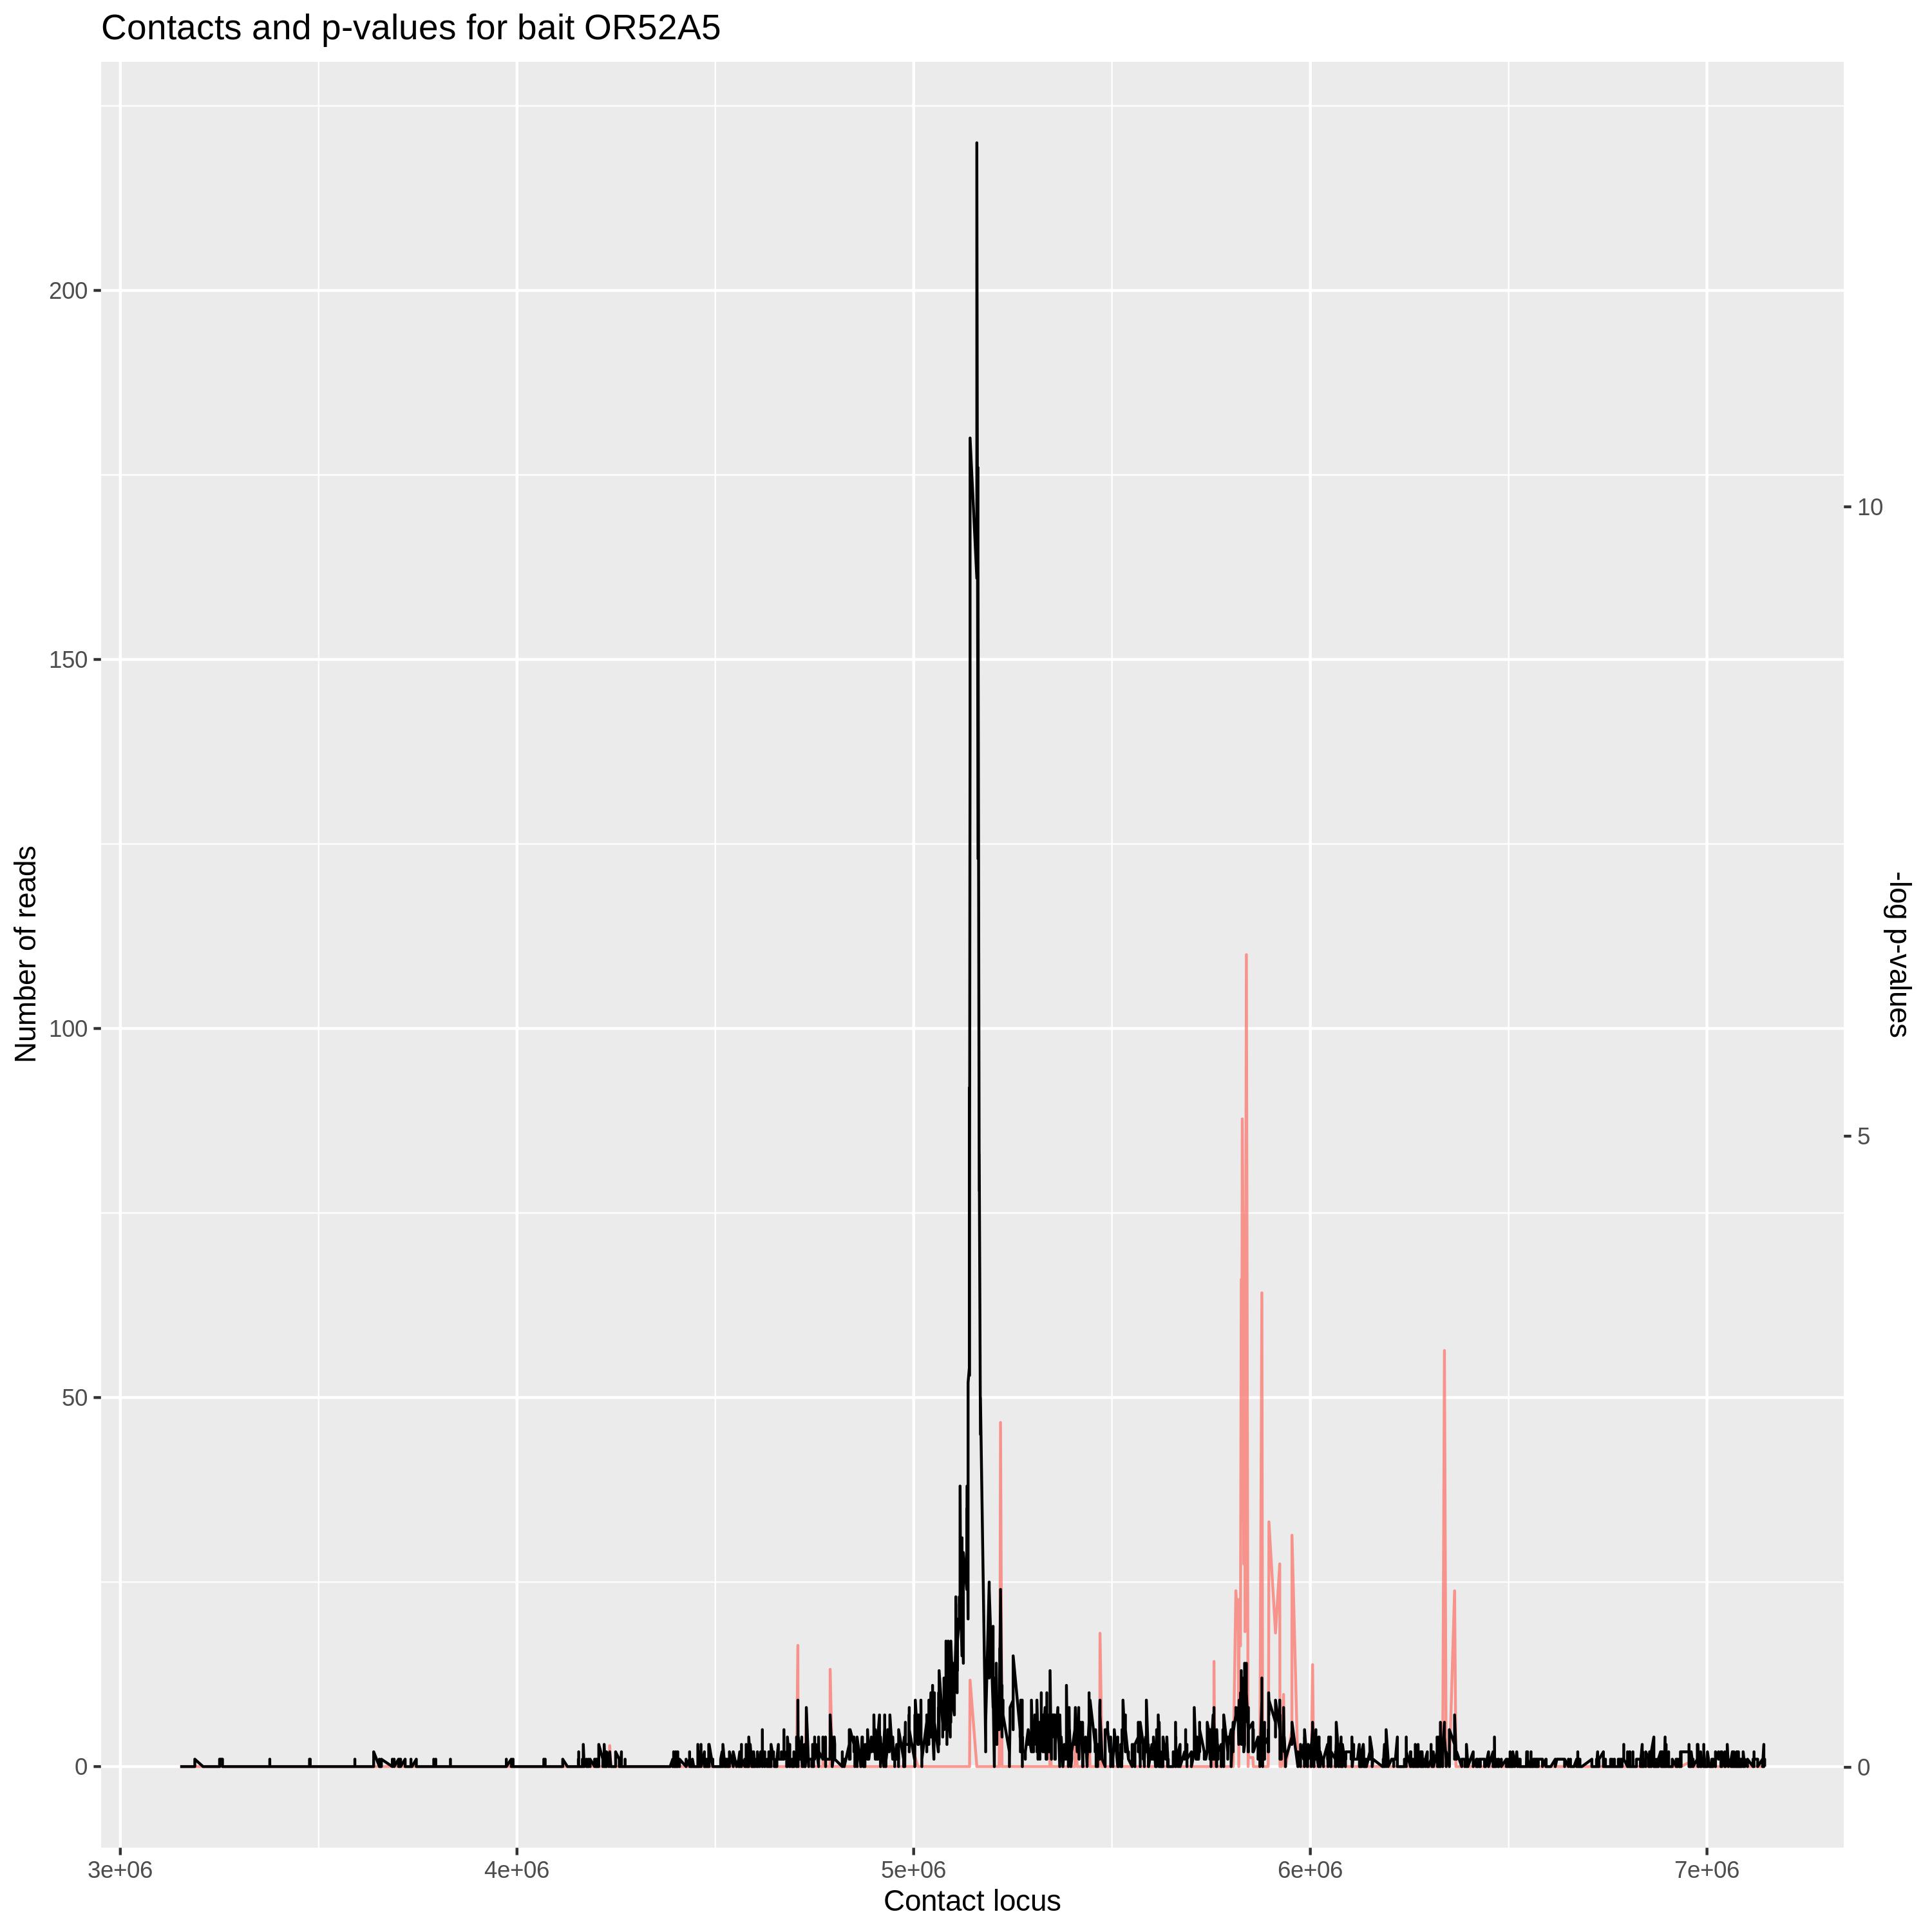 Contacts and p-values for bait OR52A5
200
150
100
50
0
10
5
0
Number of reads
-log p-values
3e+06
4e+06
5e+06
6e+06
7e+06
Contact locus